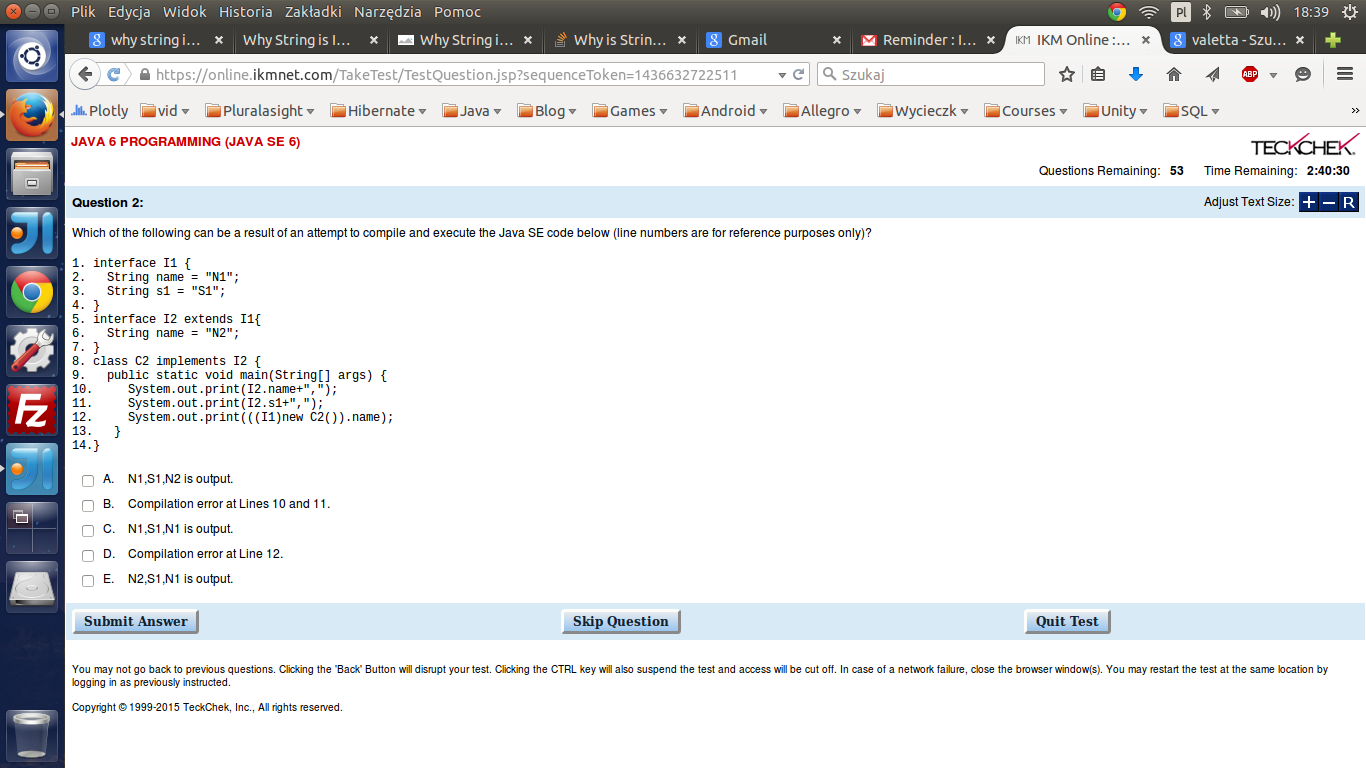 Plik Edycja Widok Historia Zakładki Narzędzia Pomoc
Pl 18:39
why string i... Why String is I... Why String i... Why is Strin... Gmail Reminder : I... IKM IKM Online :... valetta - Szu...
https://online.ikmnet.com/TakeTest/TestQuestion.jsp?sequenceToken=1436632722511 Szukaj ABP
Plotly vid Pluralasight Hibernate Java Blog Games Android Allegro Wycieczk Courses Unity SQL »
JAVA 6 PROGRAMMING (JAVA SE 6)
TECKCHEK.
Questions Remaining: 53 Time Remaining: 2:40:30
Question 2:
Adjust Text Size: + − R
Which of the following can be a result of an attempt to compile and execute the Java SE code below (line numbers are for reference purposes only)?
1. interface I1 {
2.   String name = "N1";
3.   String s1 = "S1";
4. }
5. interface I2 extends I1{
6.   String name = "N2";
7. }
8. class C2 implements I2 {
9.   public static void main(String[] args) {
10.     System.out.print(I2.name+",");
11.     System.out.print(I2.s1+",");
12.     System.out.print(((I1)new C2()).name);
13.   }
14.}
A. N1,S1,N2 is output.
B. Compilation error at Lines 10 and 11.
C. N1,S1,N1 is output.
D. Compilation error at Line 12.
E. N2,S1,N1 is output.
Submit Answer Skip Question Quit Test
You may not go back to previous questions. Clicking the 'Back' Button will disrupt your test. Clicking the CTRL key will also suspend the test and access will be cut off. In case of a network failure, close the browser window(s). You may restart the test at the same location by
logging in as previously instructed.
Copyright © 1999-2015 TeckChek, Inc., All rights reserved.